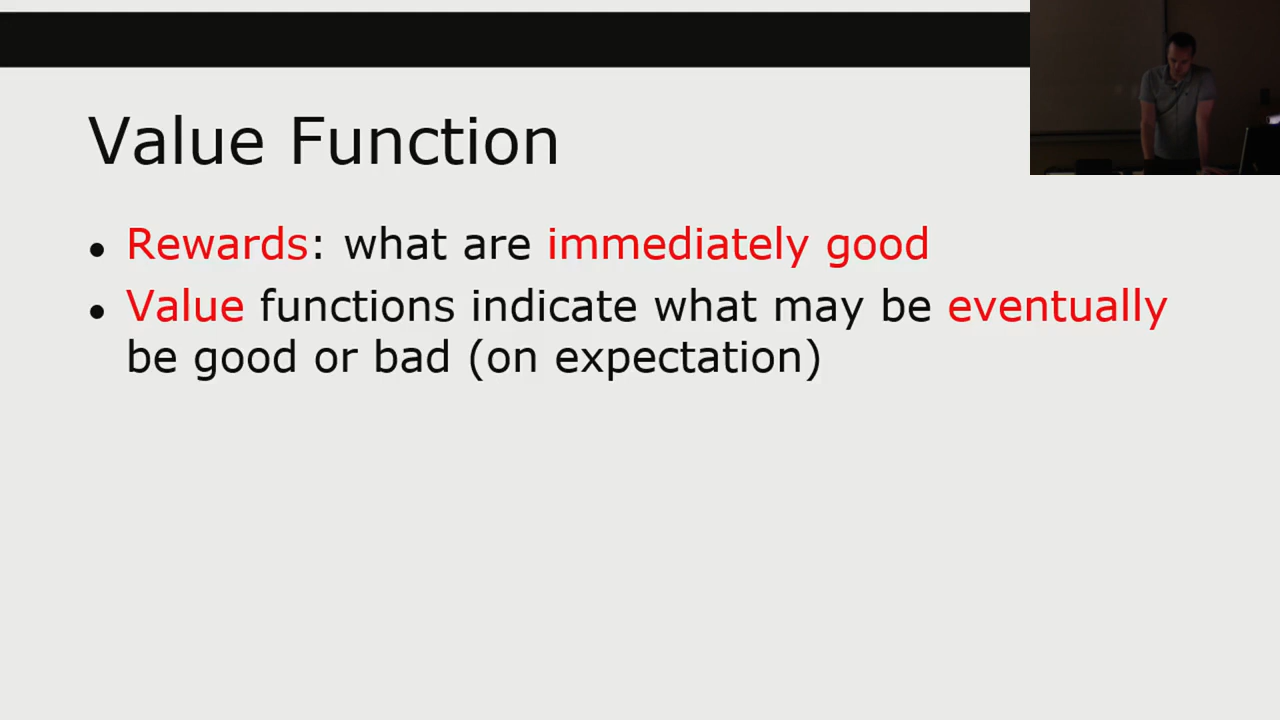 Value Function
• Rewards: what are immediately good
• Value functions indicate what may be eventually
be good or bad (on expectation)